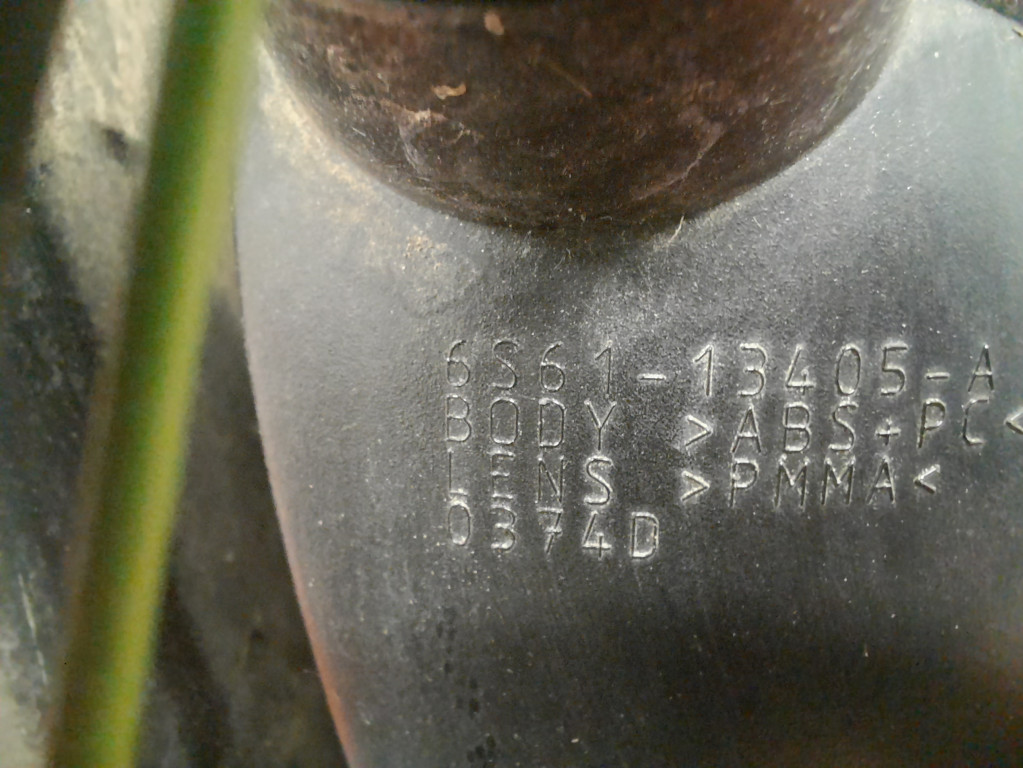 6S61-13405-A
BODY >ABS+PC<
LENS >PMMA<
0374D